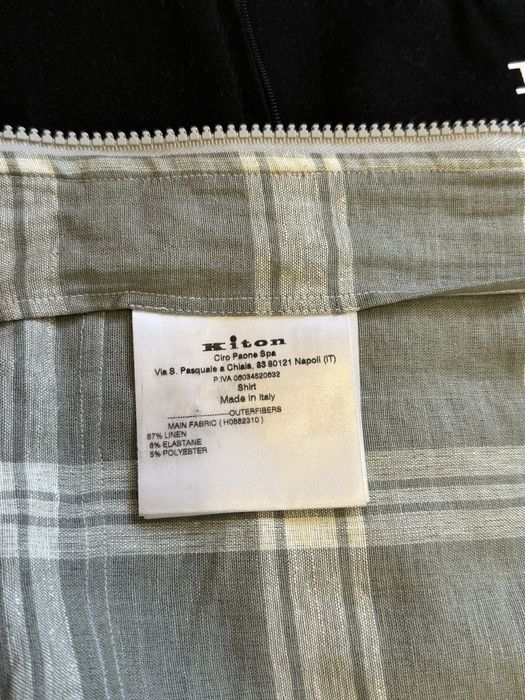 Kiton
Ciro Paone Spa
Via S. Pasquale a Chiaia, 83 80121 Napoli (IT)
P.IVA 06034520632
Shirt
Made in Italy
---------------------OUTERFIBERS
MAIN FABRIC ( H0882310 )
87% LINEN
8% ELASTANE
5% POLYESTER